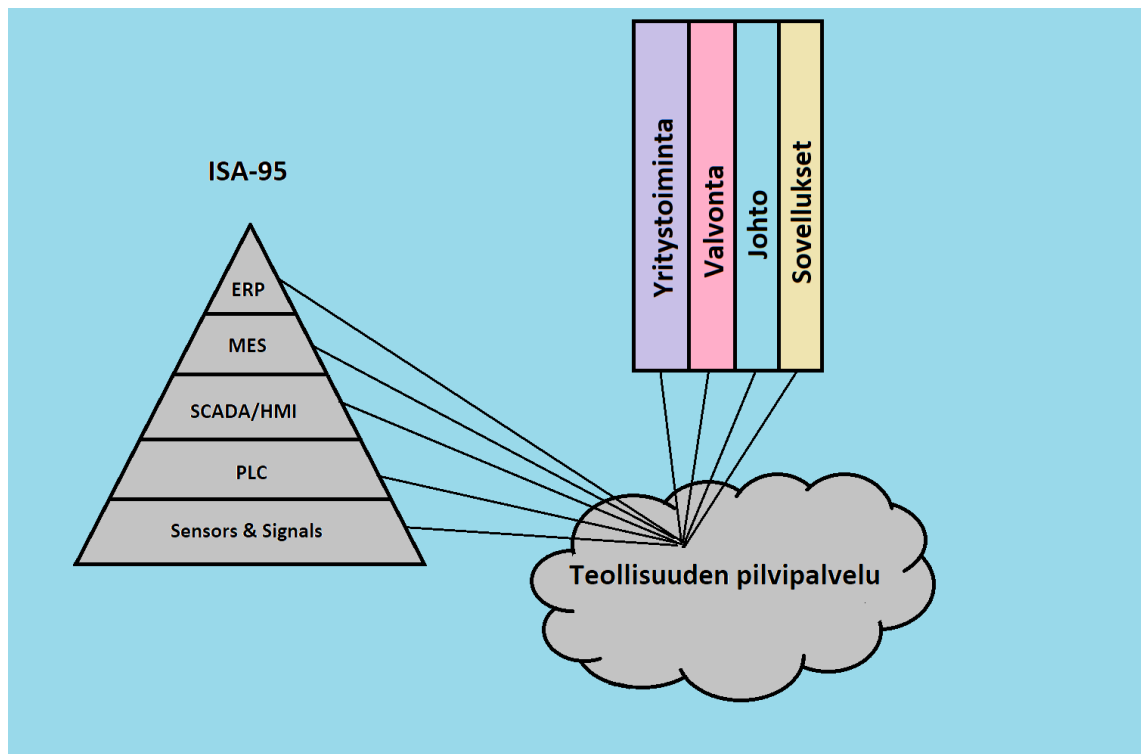 ISA-95
ERP
MES
SCADA/HMI
PLC
Sensors & Signals
Yritystoiminta
Valvonta
Johto
Sovellukset
Teollisuuden pilvipalvelu